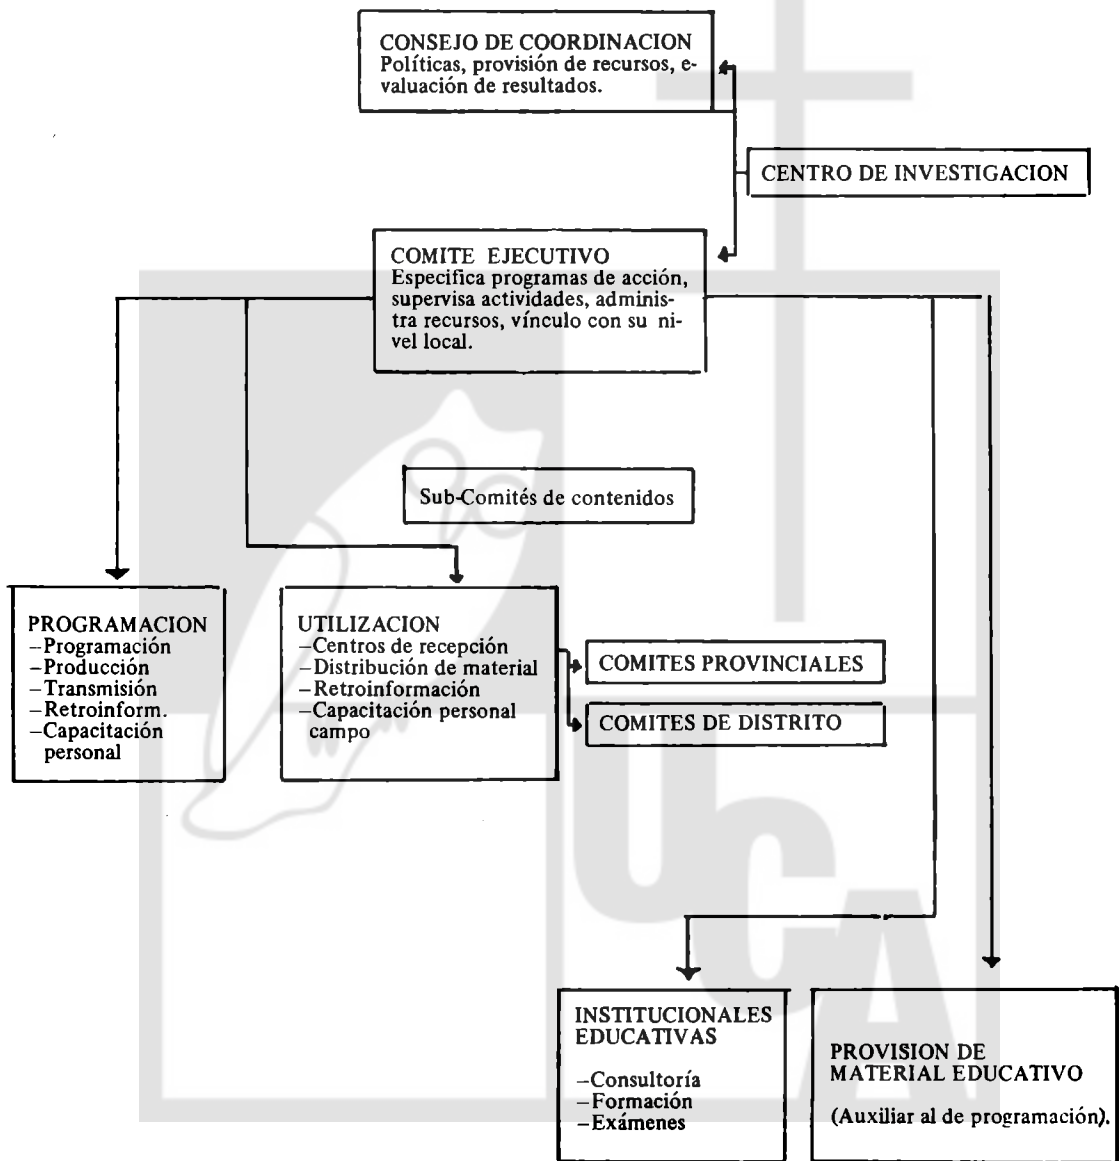 CONSEJO DE COORDINACION
Políticas, provisión de recursos, e-
valuación de resultados.
CENTRO DE INVESTIGACION
COMITE EJECUTIVO
Especifica programas de acción,
supervisa actividades, adminis-
tra recursos, vínculo con su ni-
vel local.
Sub-Comités de contenidos
PROGRAMACION
–Programación
–Producción
–Transmisión
–Retroinform.
–Capacitación
personal
UTILIZACION
–Centros de recepción
–Distribución de material
–Retroinformación
–Capacitación personal
campo
COMITES PROVINCIALES
COMITES DE DISTRITO
INSTITUCIONALES
EDUCATIVAS
–Consultoría
–Formación
–Exámenes
PROVISION DE
MATERIAL EDUCATIVO
(Auxiliar al de programación).
UCA